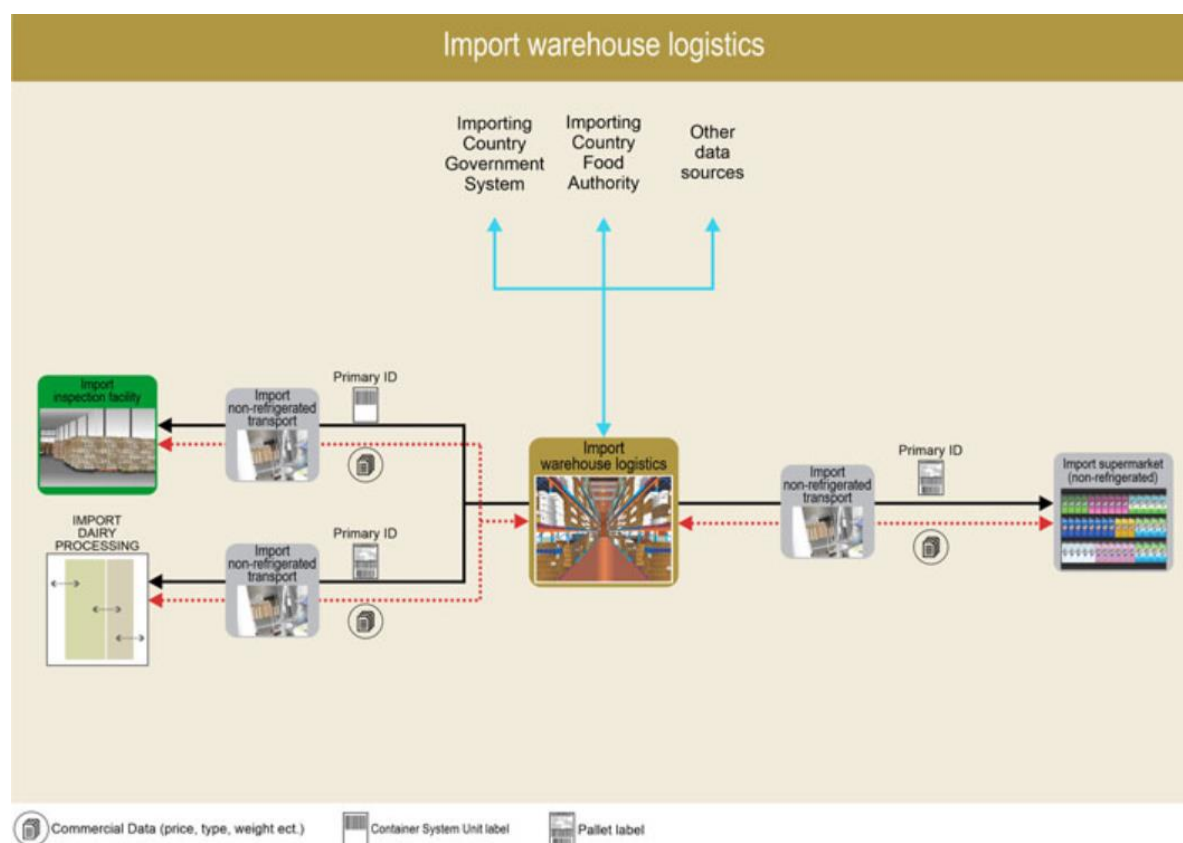 Import warehouse logistics
Importing
Country
Government
System
Importing
Country
Food
Authority
Other
data
sources
Import
inspection facility
Import
non-refrigerated
transport
Primary ID
IMPORT
DAIRY
PROCESSING
Import
non-refrigerated
transport
Primary ID
Import
warehouse logistics
Import
non-refrigerated
transport
Primary ID
Import supermarket
(non-refrigerated)
Commercial Data (price, type, weight ect.)
Container System Unit label
Pallet label